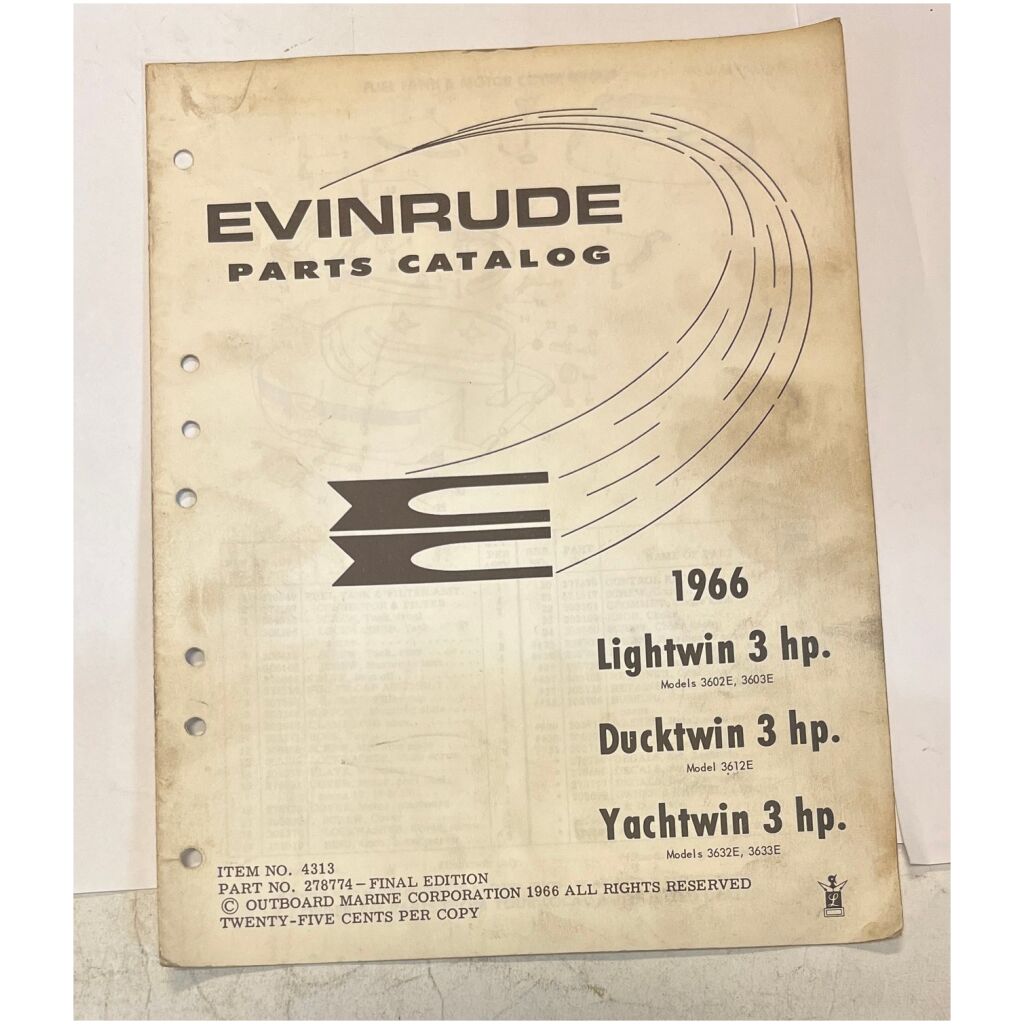 EVINRUDE
PARTS CATALOG
1966
Lightwin 3 hp.
Models 3602E, 3603E
Ducktwin 3 hp.
Model 3612E
Yachtwin 3 hp.
Models 3632E, 3633E
ITEM NO. 4313
PART NO. 278774—FINAL EDITION
© OUTBOARD MARINE CORPORATION 1966 ALL RIGHTS RESERVED
TWENTY-FIVE CENTS PER COPY